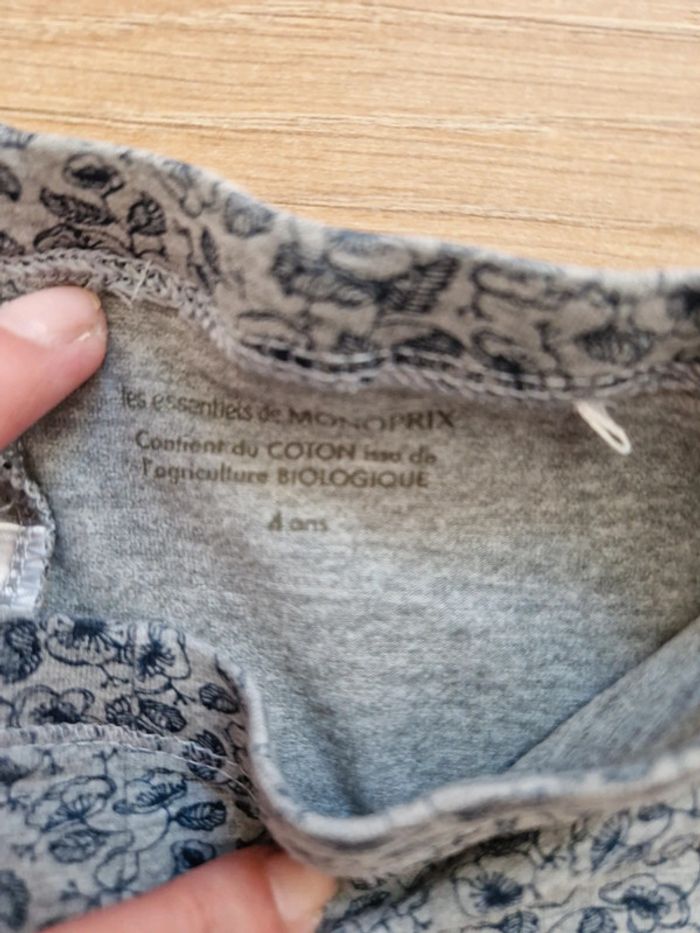 les essentiels de MONOPRIX
Contient du COTON issu de
l'agriculture BIOLOGIQUE
4 ans